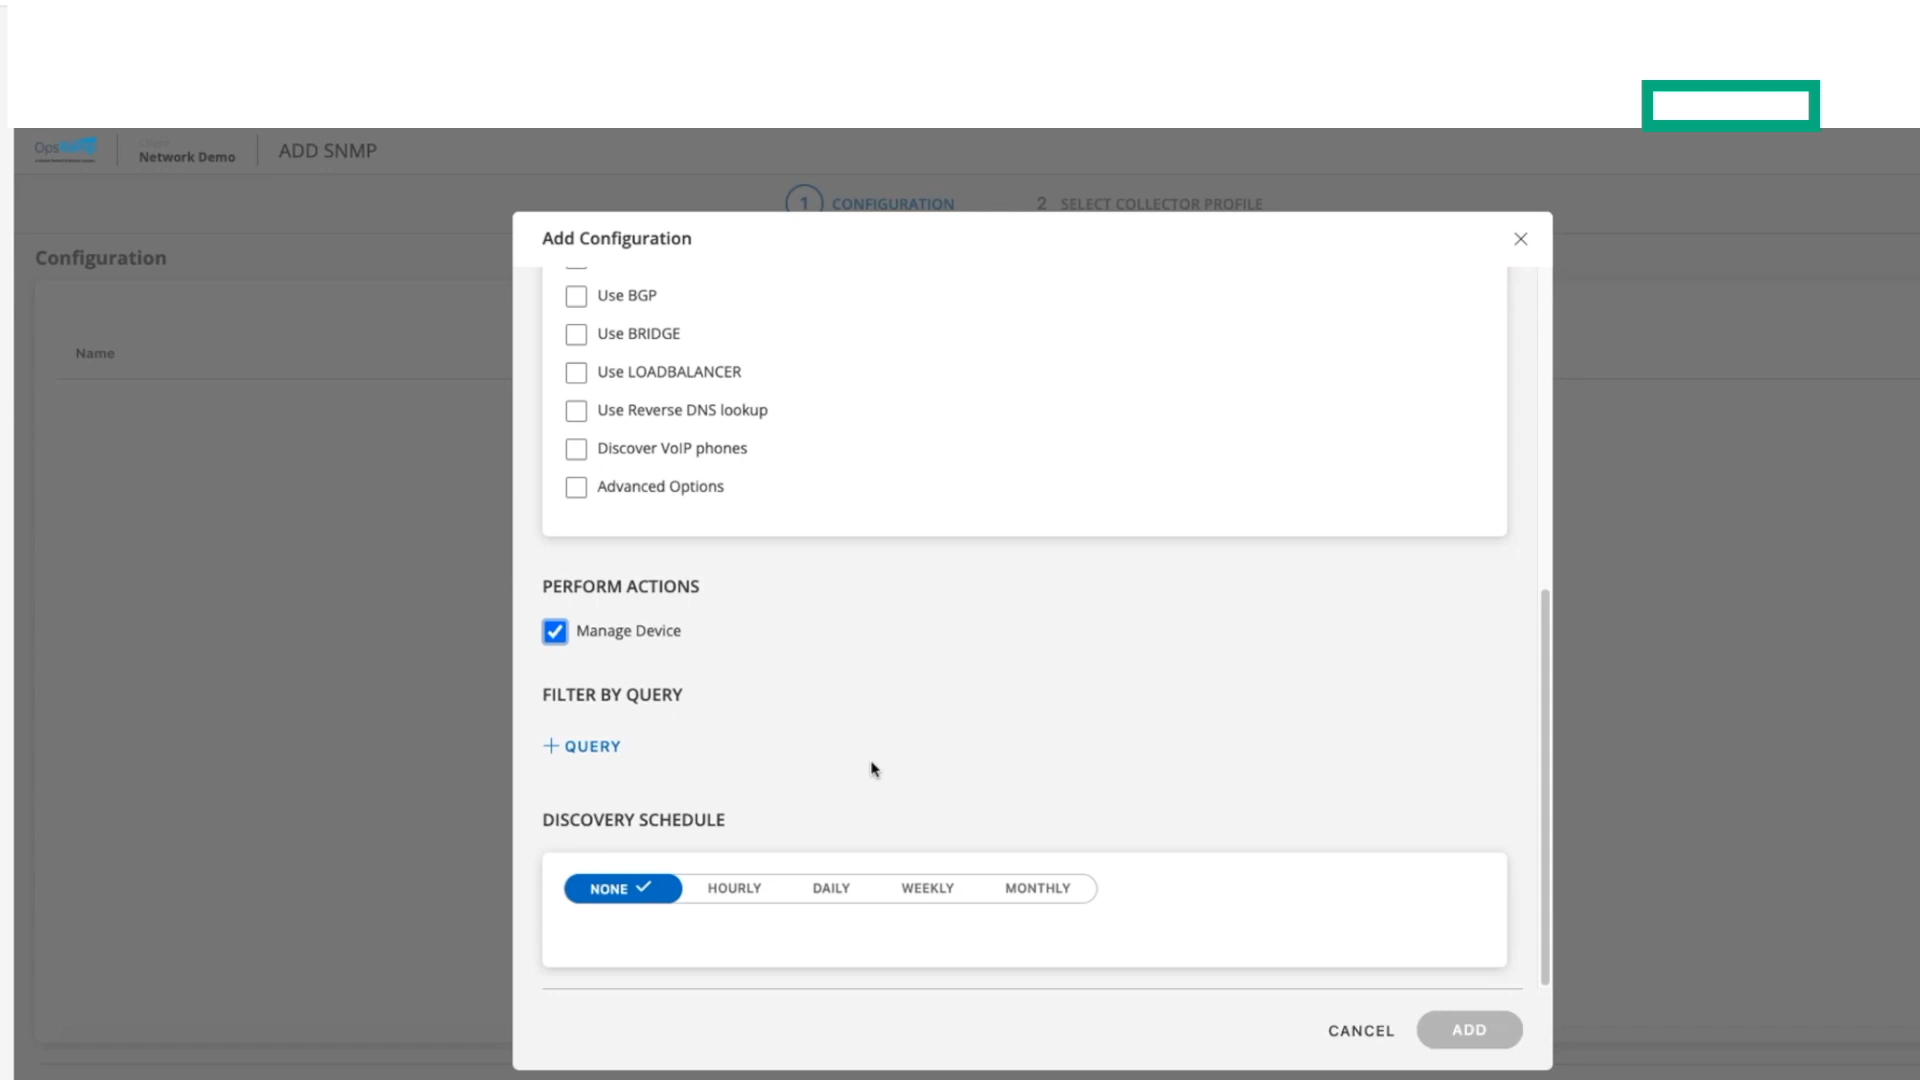 Ops
Network Demo
ADD SNMP
1 CONFIGURATION
2 SELECT COLLECTOR PROFILE
Configuration
Name
Add Configuration
Use BGP
Use BRIDGE
Use LOADBALANCER
Use Reverse DNS lookup
Discover VoIP phones
Advanced Options
PERFORM ACTIONS
Manage Device
FILTER BY QUERY
+ QUERY
DISCOVERY SCHEDULE
NONE HOURLY DAILY WEEKLY MONTHLY
CANCEL ADD